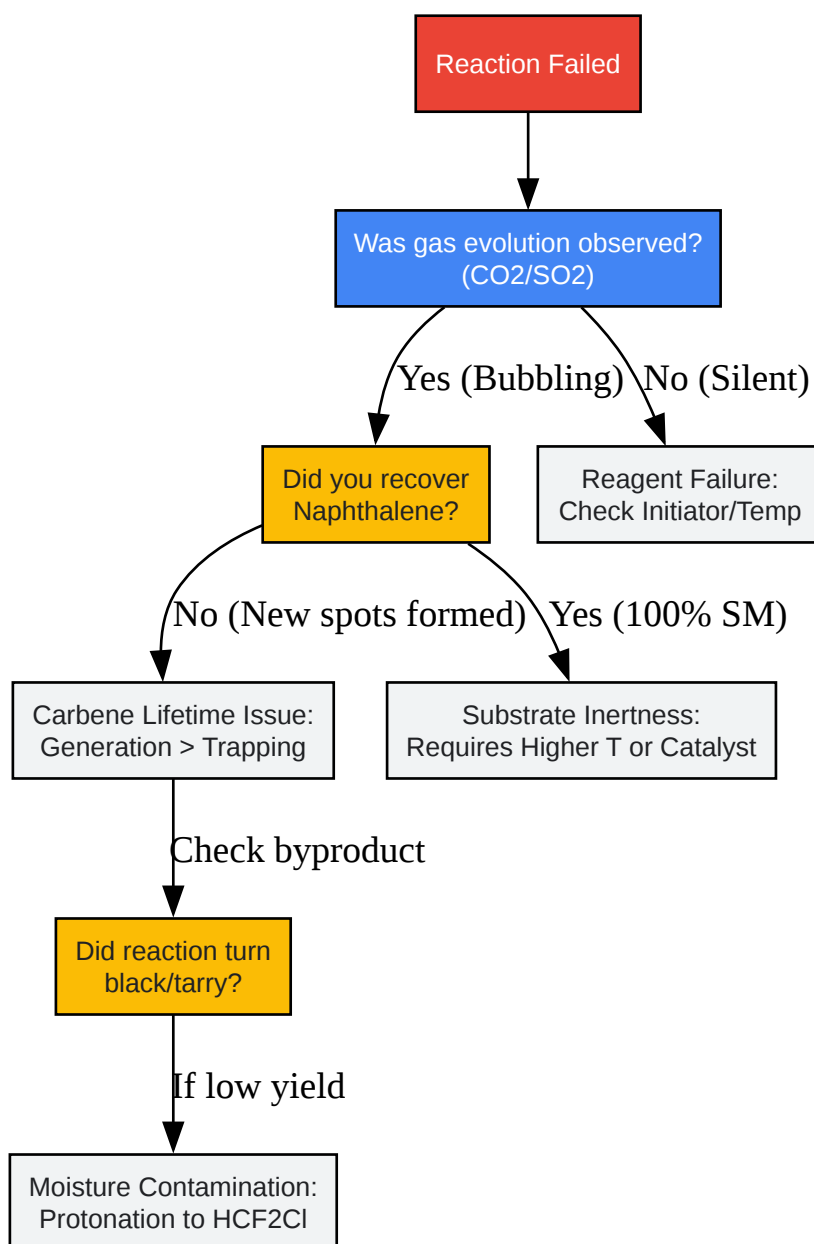 Reaction Failed
Was gas evolution observed?
(CO2/SO2)
Yes (Bubbling)
No (Silent)
Did you recover
Naphthalene?
Reagent Failure:
Check Initiator/Temp
No (New spots formed)
Yes (100% SM)
Carbene Lifetime Issue:
Generation > Trapping
Substrate Inertness:
Requires Higher T or Catalyst
Check byproduct
Did reaction turn
black/tarry?
If low yield
Moisture Contamination:
Protonation to HCF2Cl